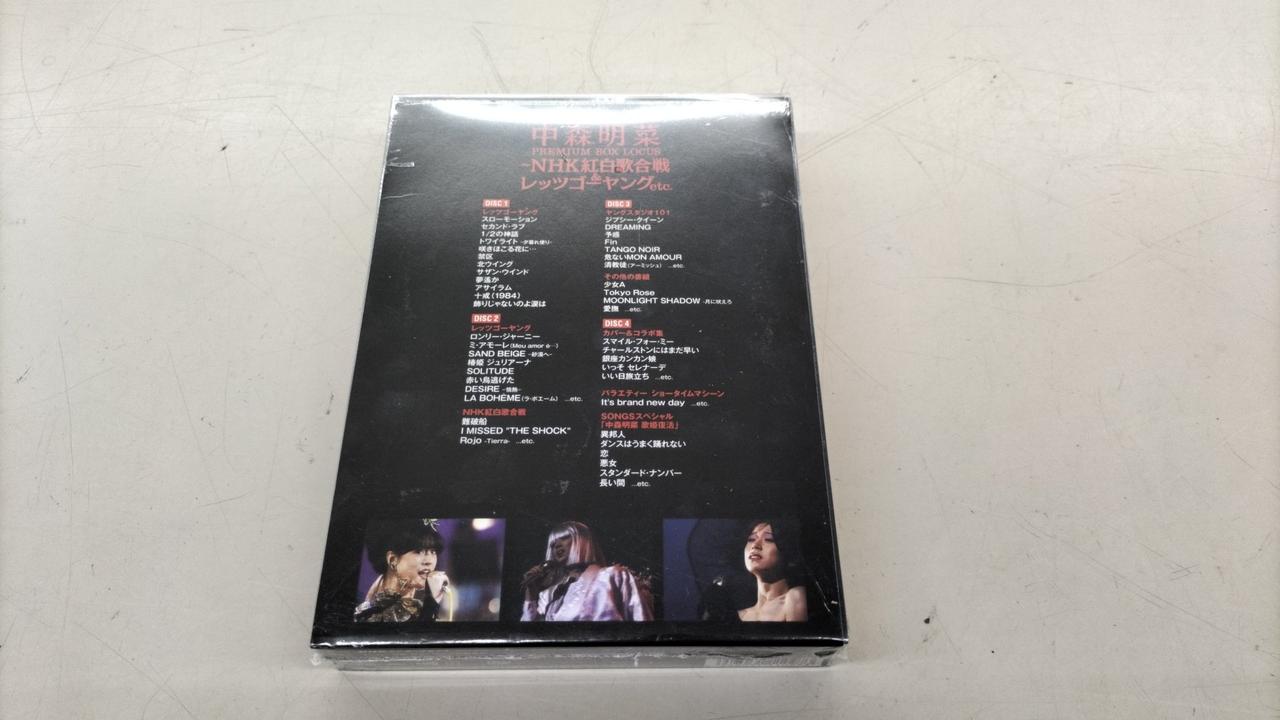 中森明菜
PREMIUM BOX LOCUS
~NHK紅白歌合戦
&
レッツゴーヤングetc.
DISC 1
レッツゴーヤング
スローモーション
セカンド・ラブ
1/2の神話
トワイライト -夕暮れ便り-
咲きほこる花に…
禁区
北ウイング
サザン・ウインド
夢遥か
アサイラム
十戒(1984)
飾りじゃないのよ涙は
DISC 2
レッツゴーヤング
ロンリー・ジャーニー
ミ・アモーレ(Meu amor é…)
SAND BEIGE -砂漠へ-
椿姫 ジュリアーナ
SOLITUDE
赤い鳥逃げた
DESIRE -情熱-
LA BOHÈME(ラ・ボエーム) ...etc.
NHK紅白歌合戦
難破船
I MISSED "THE SHOCK"
Rojo -Tierra- ...etc.
DISC 3
ヤングスタジオ101
ジプシー・クイーン
DREAMING
予感
Fin
TANGO NOIR
危ないMON AMOUR
清教徒(アーミッシュ) ...etc.
その他の番組
少女A
Tokyo Rose
MOONLIGHT SHADOW -月に吠えろ
愛撫 ...etc.
DISC 4
カバー&コラボ集
スマイル・フォー・ミー
チャールストンにはまだ早い
銀座カンカン娘
いっそ セレナーデ
いい日旅立ち ...etc.
バラエティー ショータイムマシーン
It's brand new day ...etc.
SONGSスペシャル
「中森明菜 歌姫復活」
異邦人
ダンスはうまく踊れない
恋
悪女
スタンダード・ナンバー
長い間 ...etc.